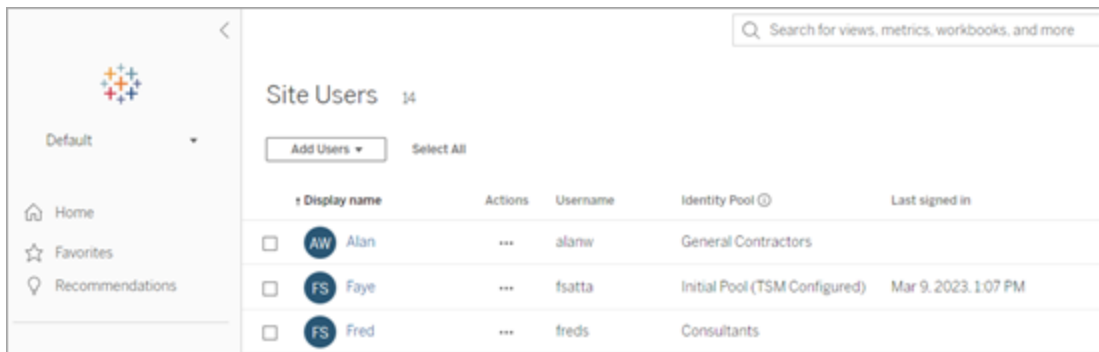 Search for views, metrics, workbooks, and more
Site Users 14
Default
Add Users Select All
Display name Actions Username Identity Pool Last signed in
Home
AW Alan ... alanw General Contractors
Favorites
Recommendations
FS Faye ... fsatta Initial Pool (TSM Configured) Mar 9, 2023, 1:07 PM
FS Fred ... freds Consultants